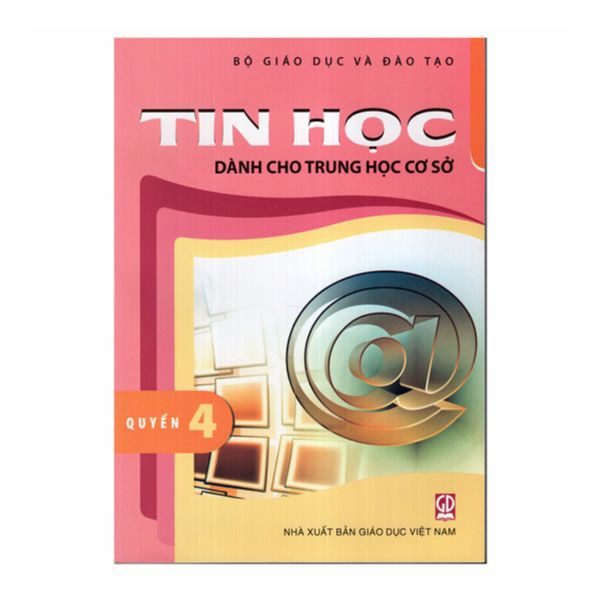 BỘ GIÁO DỤC VÀ ĐÀO TẠO
TIN HỌC
DÀNH CHO TRUNG HỌC CƠ SỞ
@
QUYỂN 4
GD
NHÀ XUẤT BẢN GIÁO DỤC VIỆT NAM